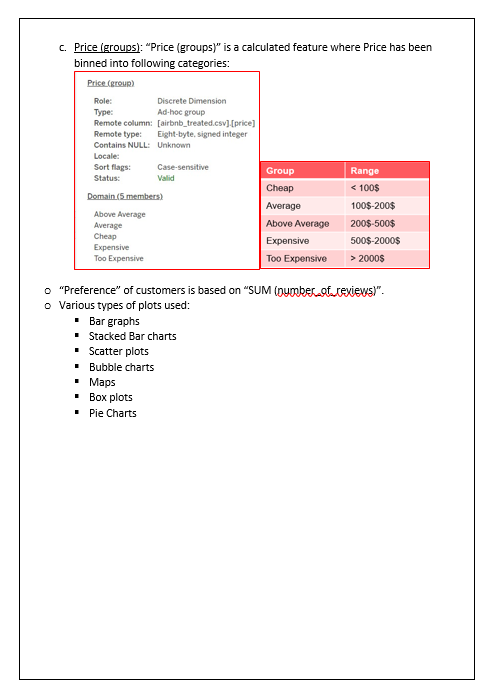 c. Price (groups): “Price (groups)” is a calculated feature where Price has been
binned into following categories:
Price (group)
Role: Discrete Dimension
Type: Ad-hoc group
Remote column: [airbnb_treated.csv].[price]
Remote type: Eight-byte, signed integer
Contains NULL: Unknown
Locale:
Sort flags: Case-sensitive
Status: Valid
Domain (5 members)
Above Average
Average
Cheap
Expensive
Too Expensive
Group Range
Cheap < 100$
Average 100$-200$
Above Average 200$-500$
Expensive 500$-2000$
Too Expensive > 2000$
o “Preference” of customers is based on “SUM (number_of_reviews)”.
o Various types of plots used:
▪ Bar graphs
▪ Stacked Bar charts
▪ Scatter plots
▪ Bubble charts
▪ Maps
▪ Box plots
▪ Pie Charts